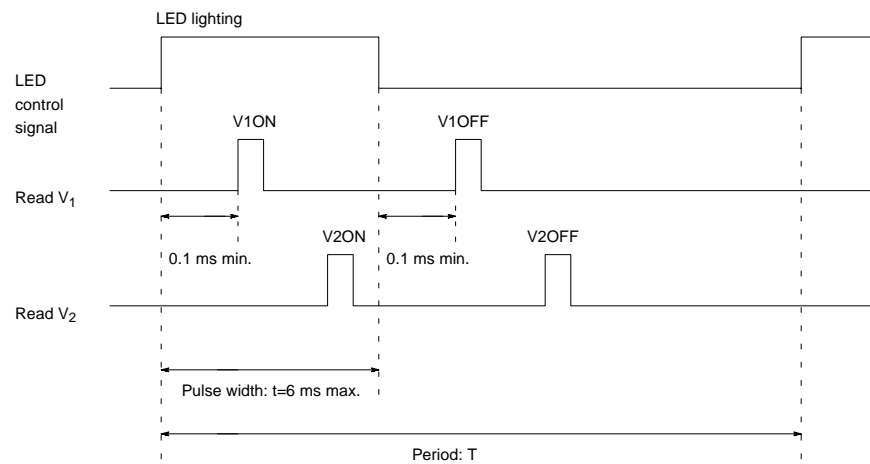 LED lighting
LED
control
signal
V1ON
V1OFF
Read V1
0.1 ms min.
V2ON
0.1 ms min.
V2OFF
Read V2
Pulse width: t=6 ms max.
Period: T